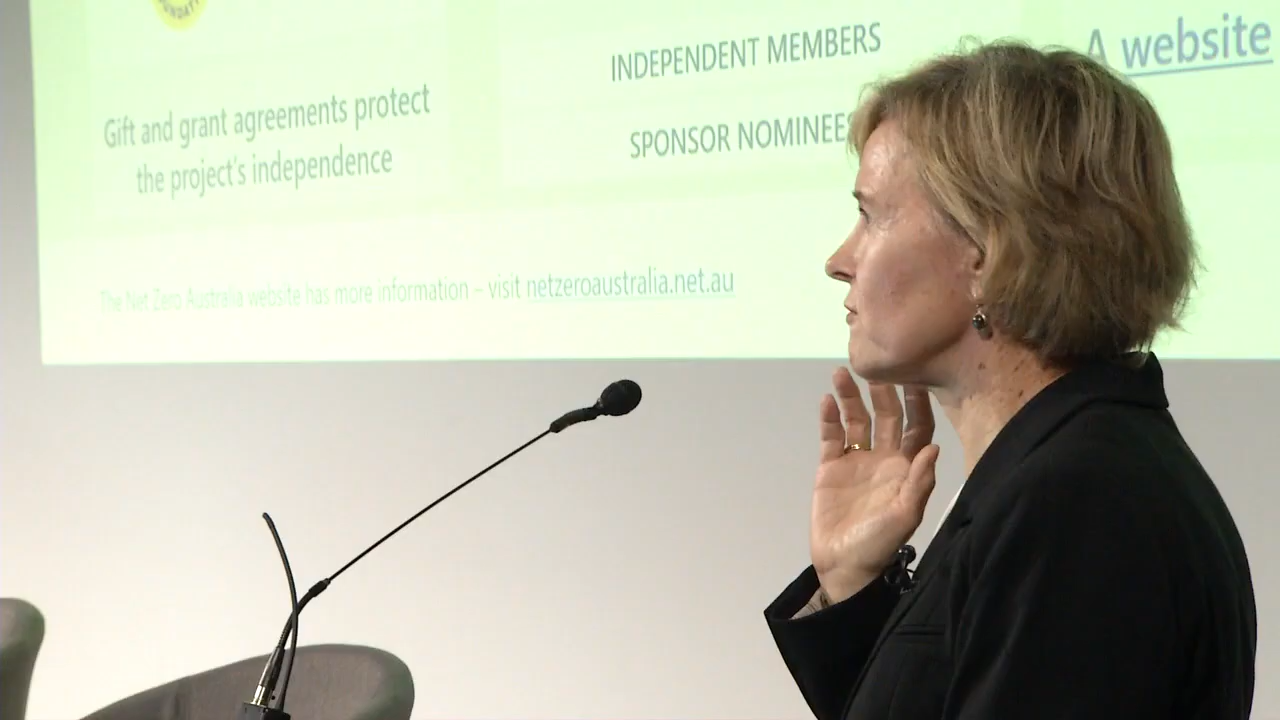 UNDAT
Gift and grant agreements protect
the project's independence
INDEPENDENT MEMBERS
SPONSOR NOMINEES
A website
The Net Zero Australia website has more information – visit netzeroaustralia.net.au